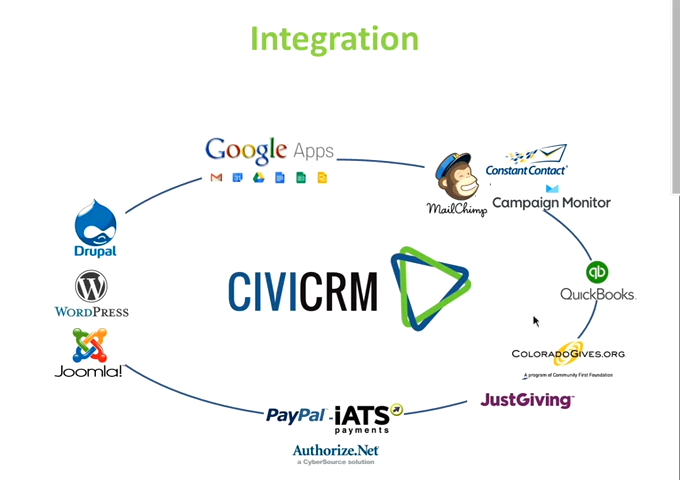 Integration
Google Apps
MailChimp
Constant Contact
Campaign Monitor
Drupal
WordPress
Joomla!
CIVICRM
qb
QuickBooks
ColoradoGives.org
A program of Community First Foundation
JustGiving
PayPal
iATS
payments
Authorize.Net
a CyberSource solution